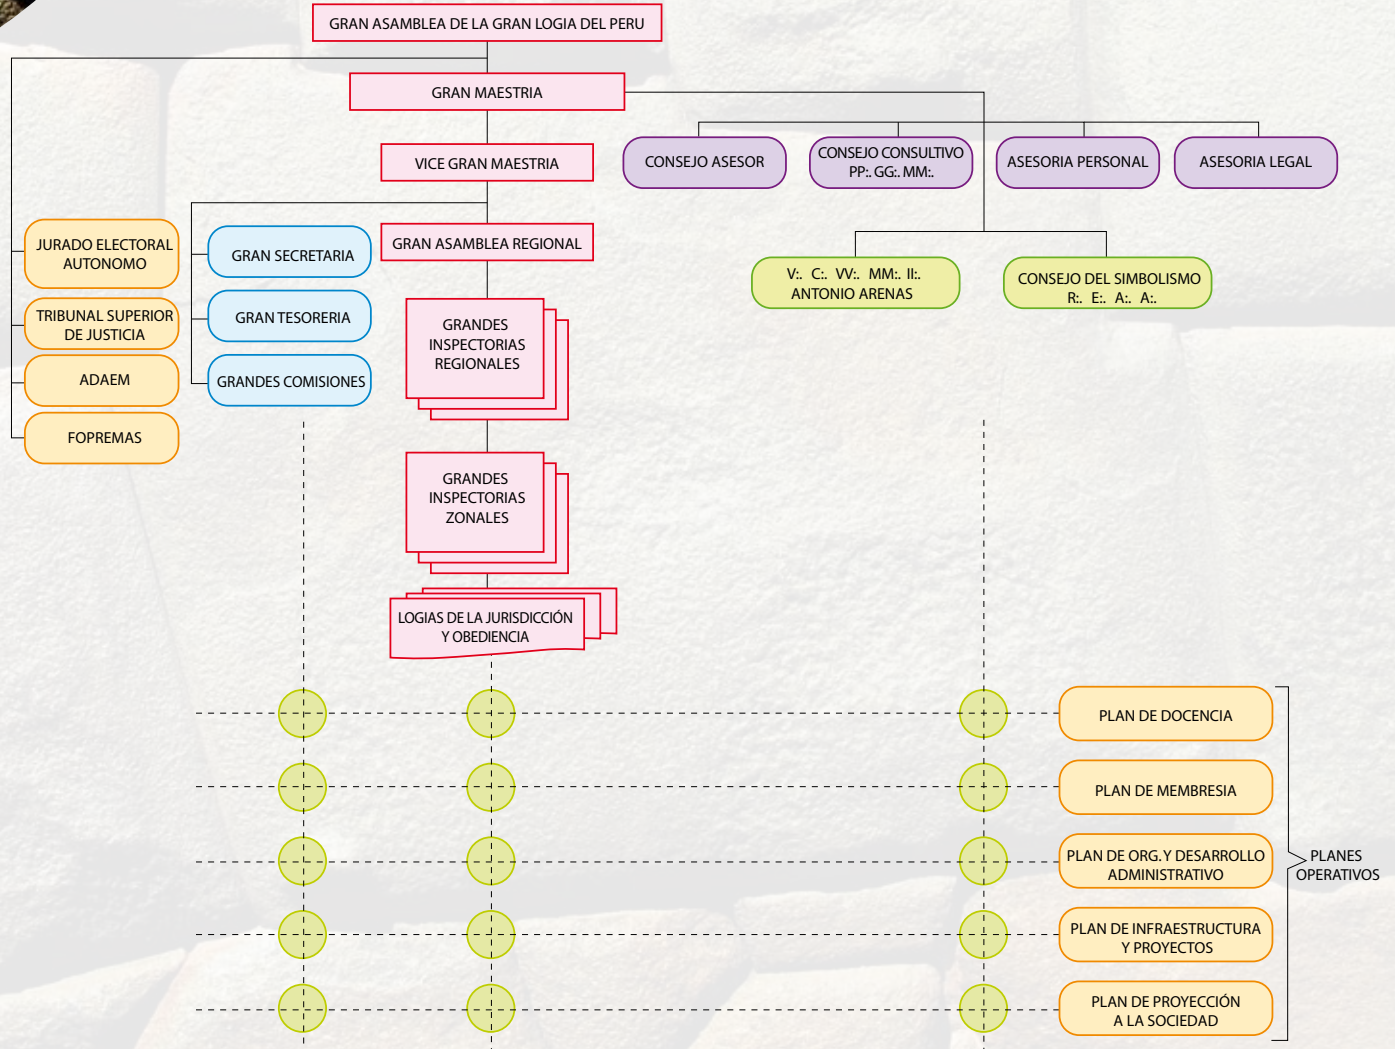 GRAN ASAMBLEA DE LA GRAN LOGIA DEL PERU
GRAN MAESTRIA
VICE GRAN MAESTRIA
CONSEJO ASESOR
CONSEJO CONSULTIVO
PP:. GG:. MM:.
ASESORIA PERSONAL
ASESORIA LEGAL
JURADO ELECTORAL
AUTONOMO
GRAN SECRETARIA
GRAN ASAMBLEA REGIONAL
V:. C:. VV:. MM:. II:.
ANTONIO ARENAS
CONSEJO DEL SIMBOLISMO
R:. E:. A:. A:.
TRIBUNAL SUPERIOR
DE JUSTICIA
GRAN TESORERIA
GRANDES
INSPECTORIAS
REGIONALES
ADAEM
GRANDES COMISIONES
FOPREMAS
GRANDES
INSPECTORIAS
ZONALES
LOGIAS DE LA JURISDICCIÓN
Y OBEDIENCIA
PLAN DE DOCENCIA
PLAN DE MEMBRESIA
PLAN DE ORG. Y DESARROLLO
ADMINISTRATIVO
PLANES
OPERATIVOS
PLAN DE INFRAESTRUCTURA
Y PROYECTOS
PLAN DE PROYECCIÓN
A LA SOCIEDAD